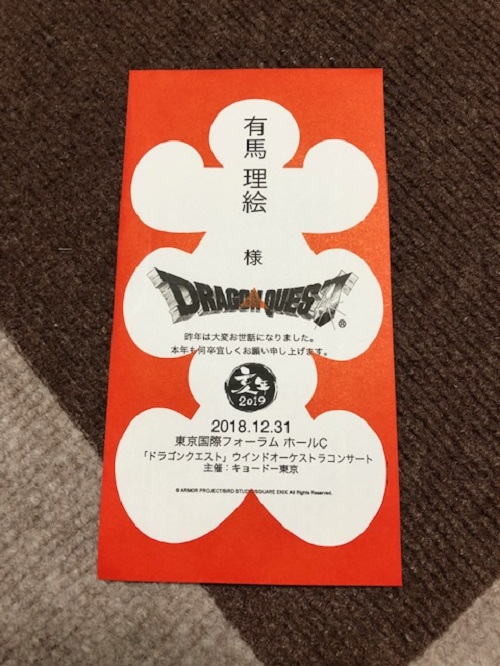 有馬 理絵 様
DRAGON QUEST®
昨年は大変お世話になりました。
本年も何卒宜しくお願い申し上げます。
亥年
2019
2018.12.31
東京国際フォーラム ホールC
「ドラゴンクエスト」ウインドオーケストラコンサート
主催：キョードー東京
© ARMOR PROJECT/BIRD STUDIO/SQUARE ENIX All Rights Reserved.